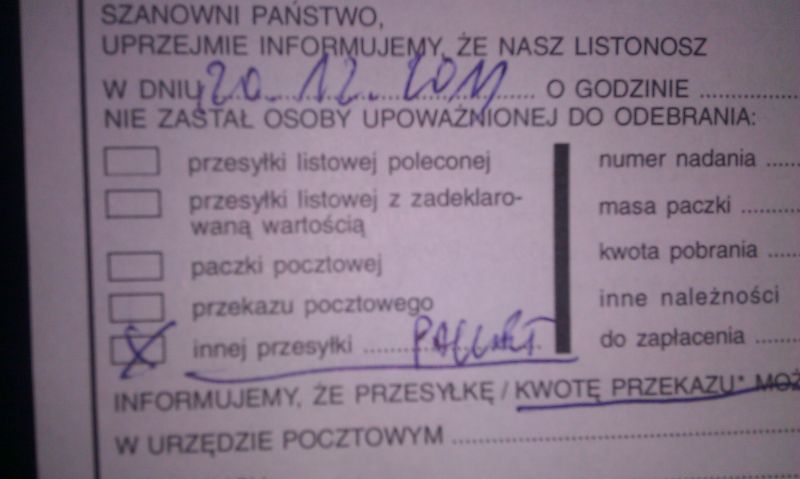 SZANOWNI PAŃSTWO,
UPRZEJMIE INFORMUJEMY, ŻE NASZ LISTONOSZ
W DNIU 20.12.2011 O GODZINIE
NIE ZASTAŁ OSOBY UPOWAŻNIONEJ DO ODEBRANIA:
przesyłki listowej poleconej
przesyłki listowej z zadeklaro-
waną wartością
paczki pocztowej
przekazu pocztowego
X innej przesyłki
numer nadania
masa paczki
kwota pobrania
inne należności
do zapłacenia
INFORMUJEMY, ŻE PRZESYŁKĘ / KWOTĘ PRZEKAZU* MOŻ
W URZĘDZIE POCZTOWYM